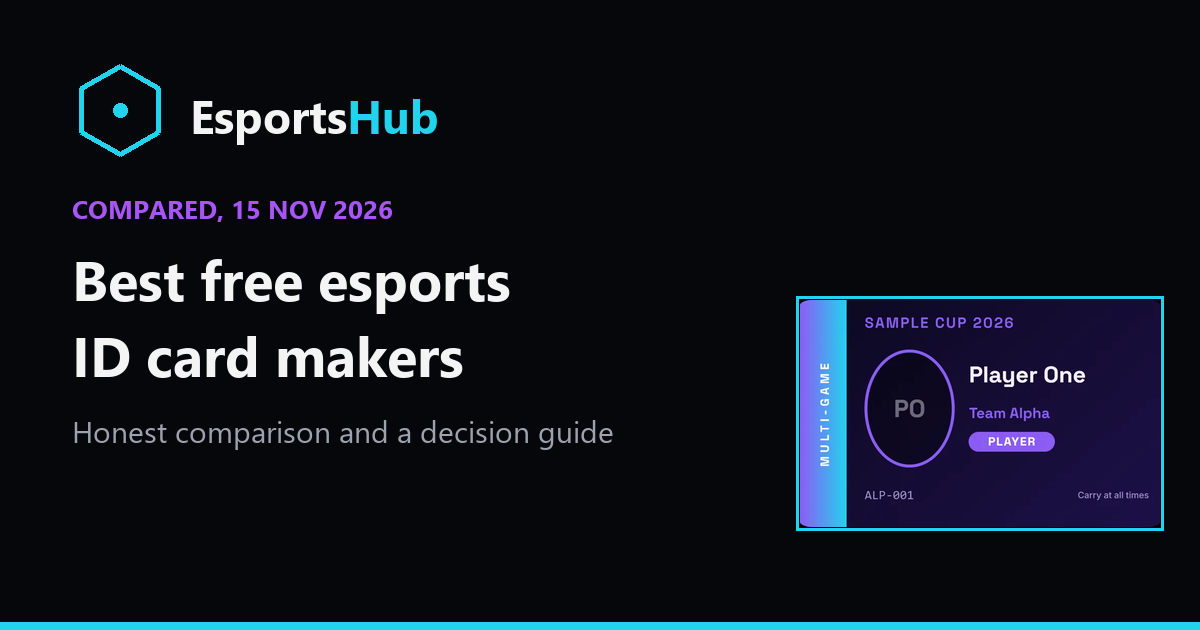 EsportsHub
COMPARED, 15 NOV 2026
Best free esports
ID card makers
Honest comparison and a decision guide
MULTI-GAME
SAMPLE CUP 2026
PO
Player One
Team Alpha
PLAYER
ALP-001
Carry at all times